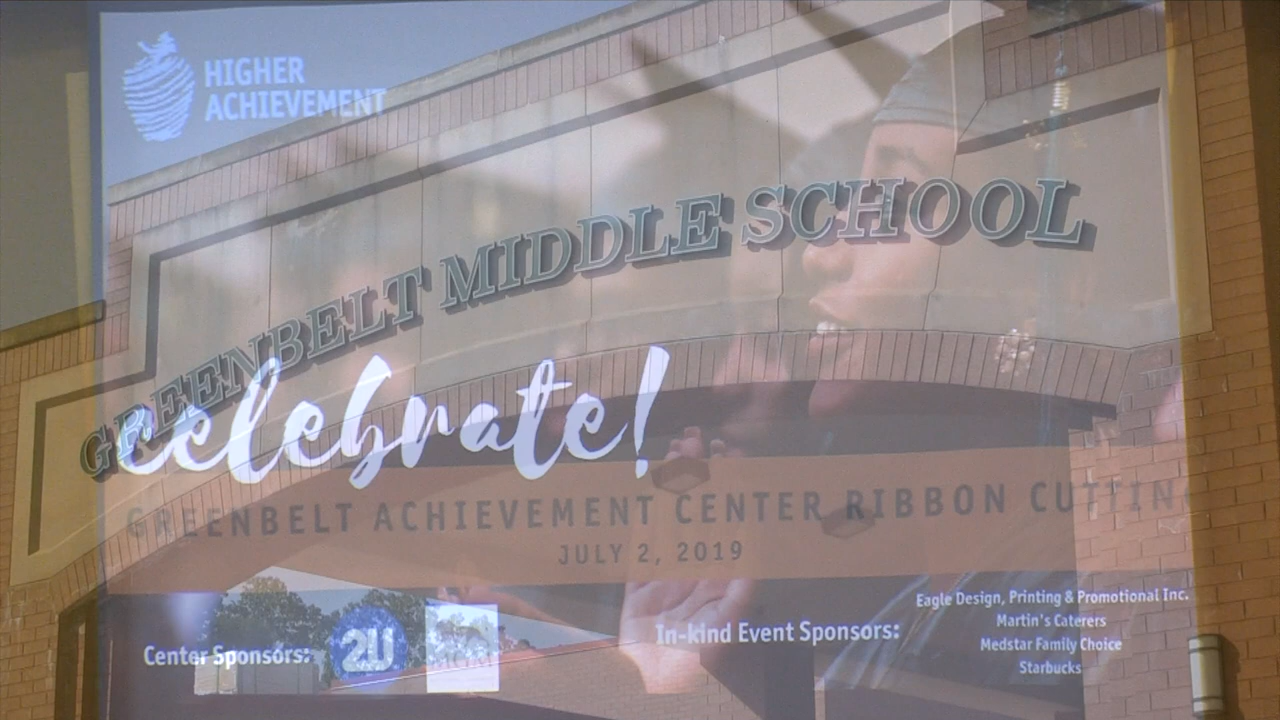 HIGHER
ACHIEVEMENT
GREENBELT MIDDLE SCHOOL
celebrate!
GREENBELT ACHIEVEMENT CENTER RIBBON CUTTING
JULY 2, 2019
Center Sponsors:
2U
In-kind Event Sponsors:
Eagle Design, Printing & Promotional Inc.
Martin's Caterers
Medstar Family Choice
Starbucks